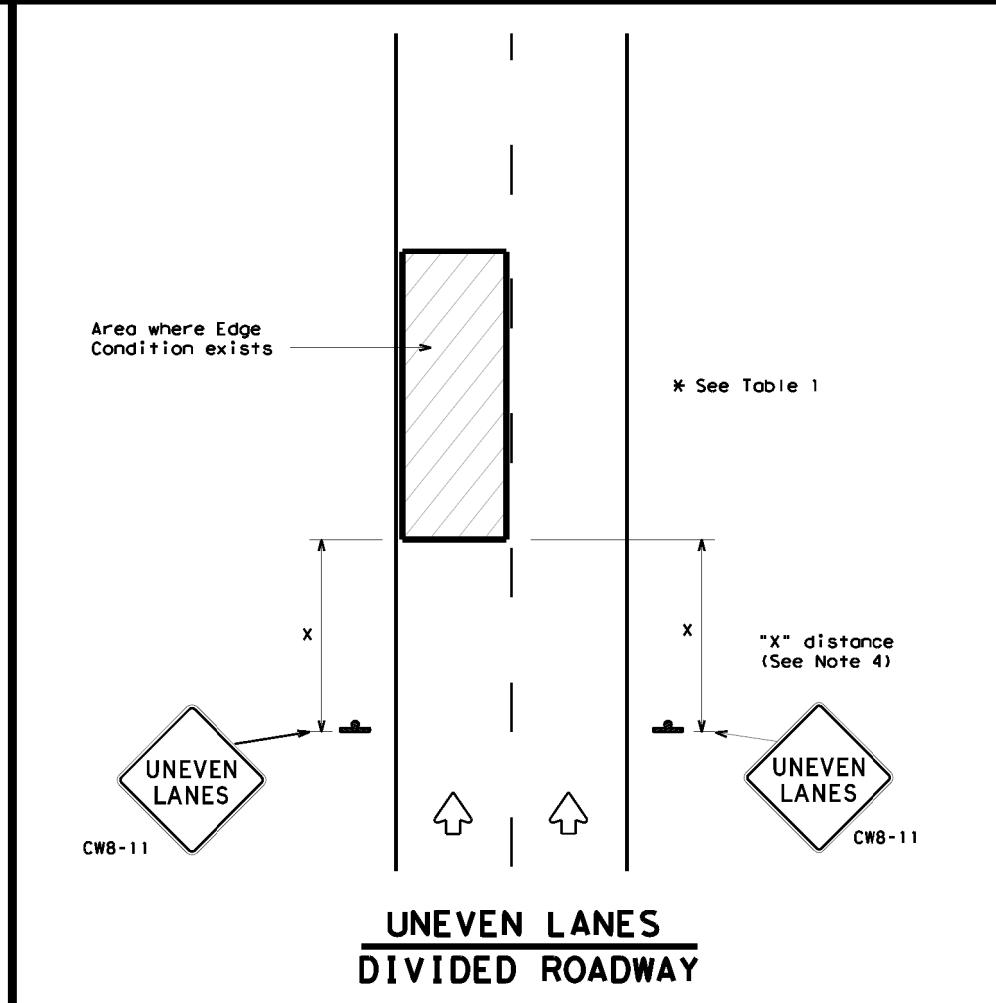 Area where Edge
Condition exists
* See Table 1
X
X
"X" distance
(See Note 4)
UNEVEN
LANES
CW8-11
UNEVEN
LANES
CW8-11
UNEVEN LANES
DIVIDED ROADWAY